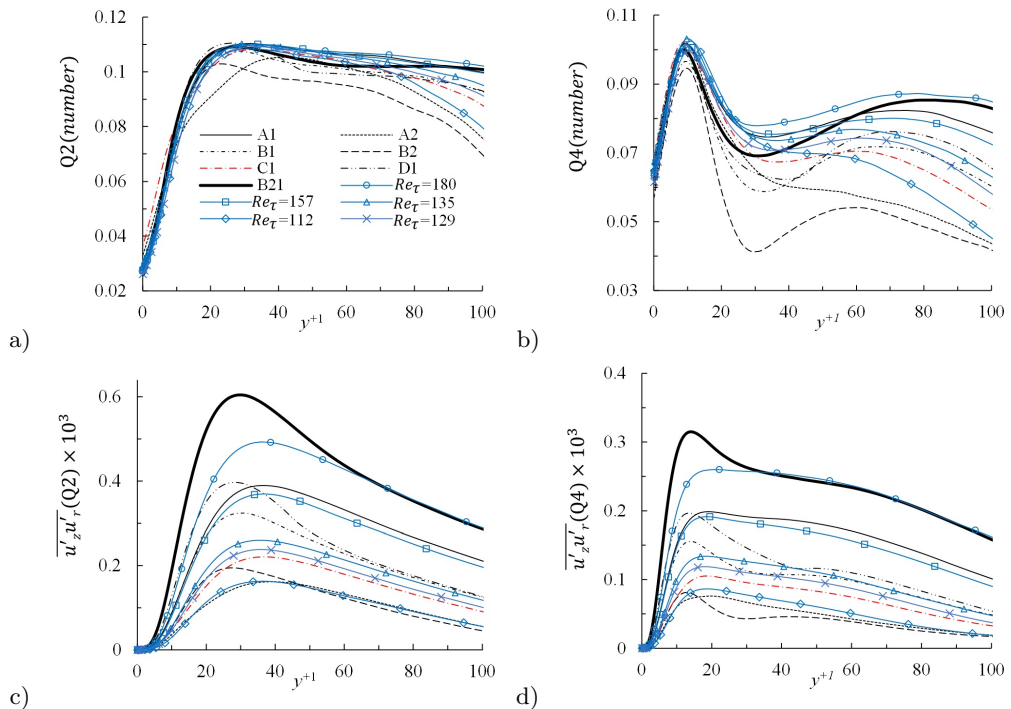 0.12
0.1
0.08
0.06
0.04
0.02
Q2(number)
0 20 40 60 80 100
y⁺¹
A1 A2
B1 B2
C1 D1
B21 Reτ=180
Reτ=157 Reτ=135
Reτ=112 Reτ=129
a)
0.11
0.09
0.07
0.05
0.03
Q4(number)
0 20 40 60 80 100
y⁺¹
b)
0.6
0.4
0.2
0
u'zu'r(Q2) × 10³
0 20 40 60 80 100
y⁺¹
c)
0.4
0.3
0.2
0.1
0
u'zu'r(Q4) × 10³
0 20 40 60 80 100
y⁺¹
d)